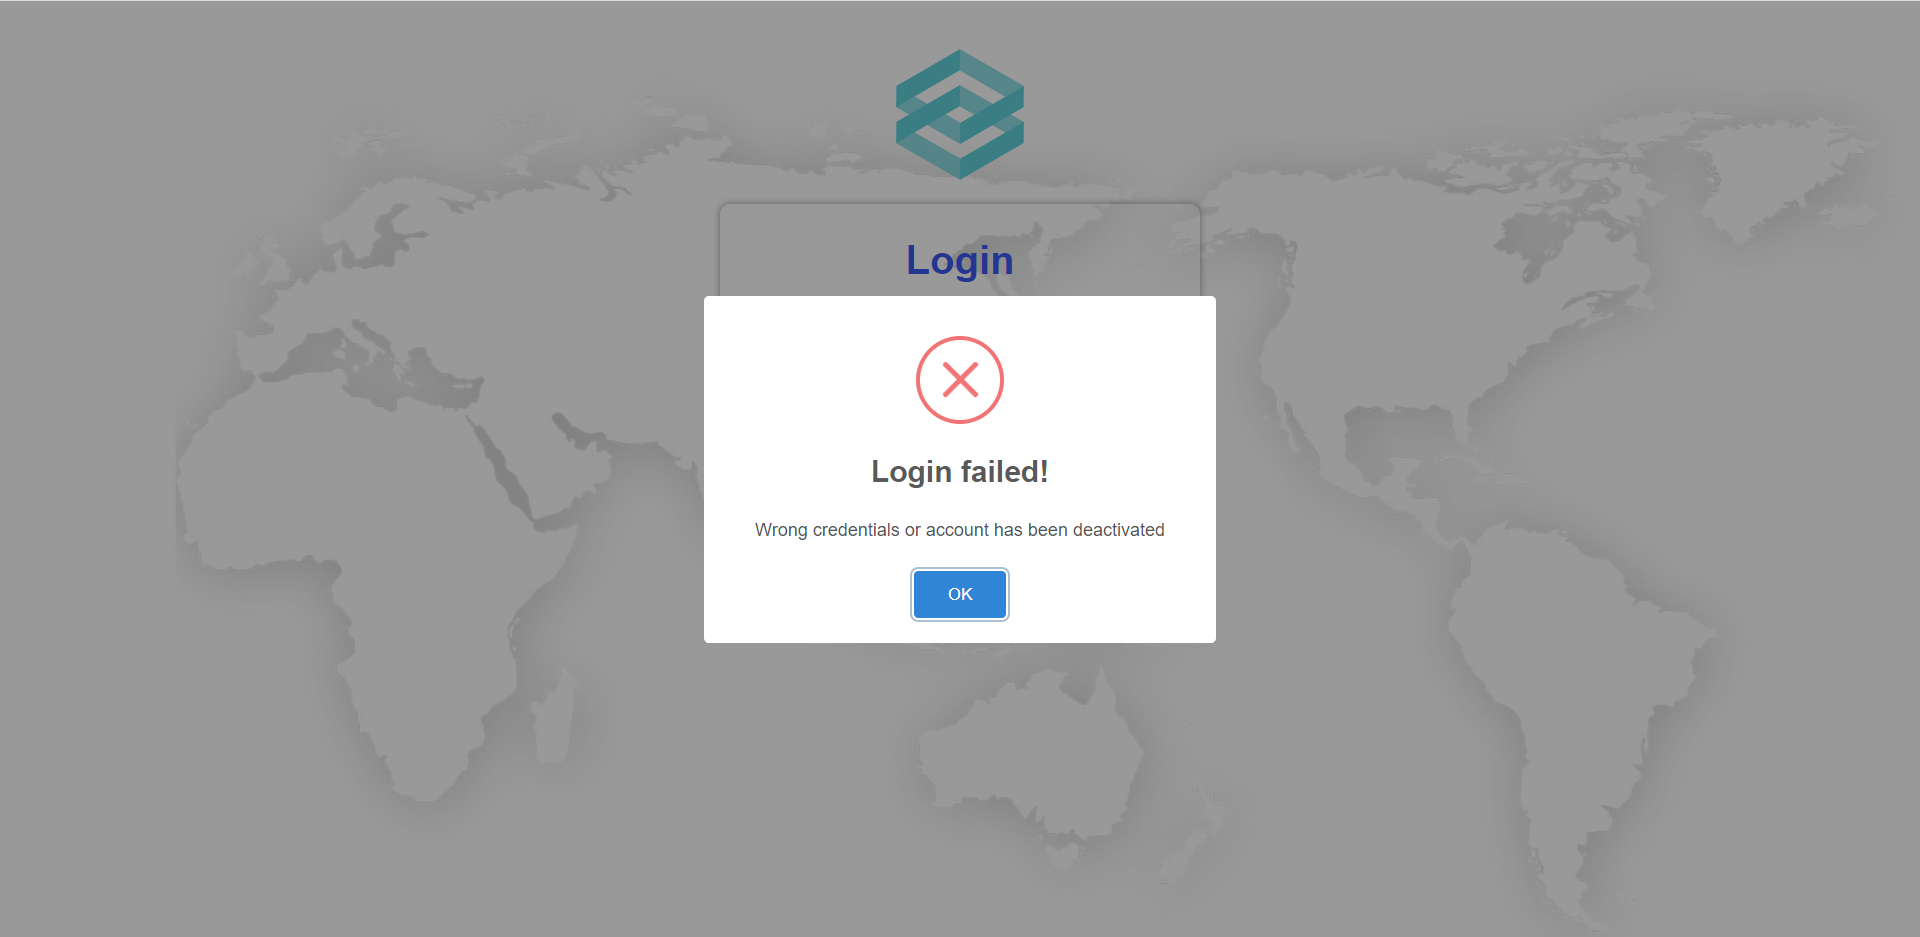 Login
Login failed!
Wrong credentials or account has been deactivated
OK